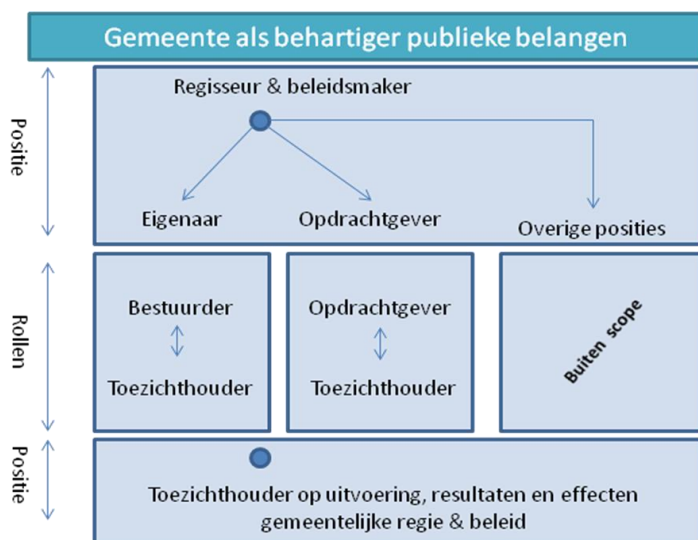 Gemeente als behartiger publieke belangen
Positie
Regisseur & beleidsmaker
Eigenaar
Opdrachtgever
Overige posities
Rollen
Bestuurder
Toezichthouder
Opdrachtgever
Toezichthouder
Buiten scope
Positie
Toezichthouder op uitvoering, resultaten en effecten
gemeentelijke regie & beleid